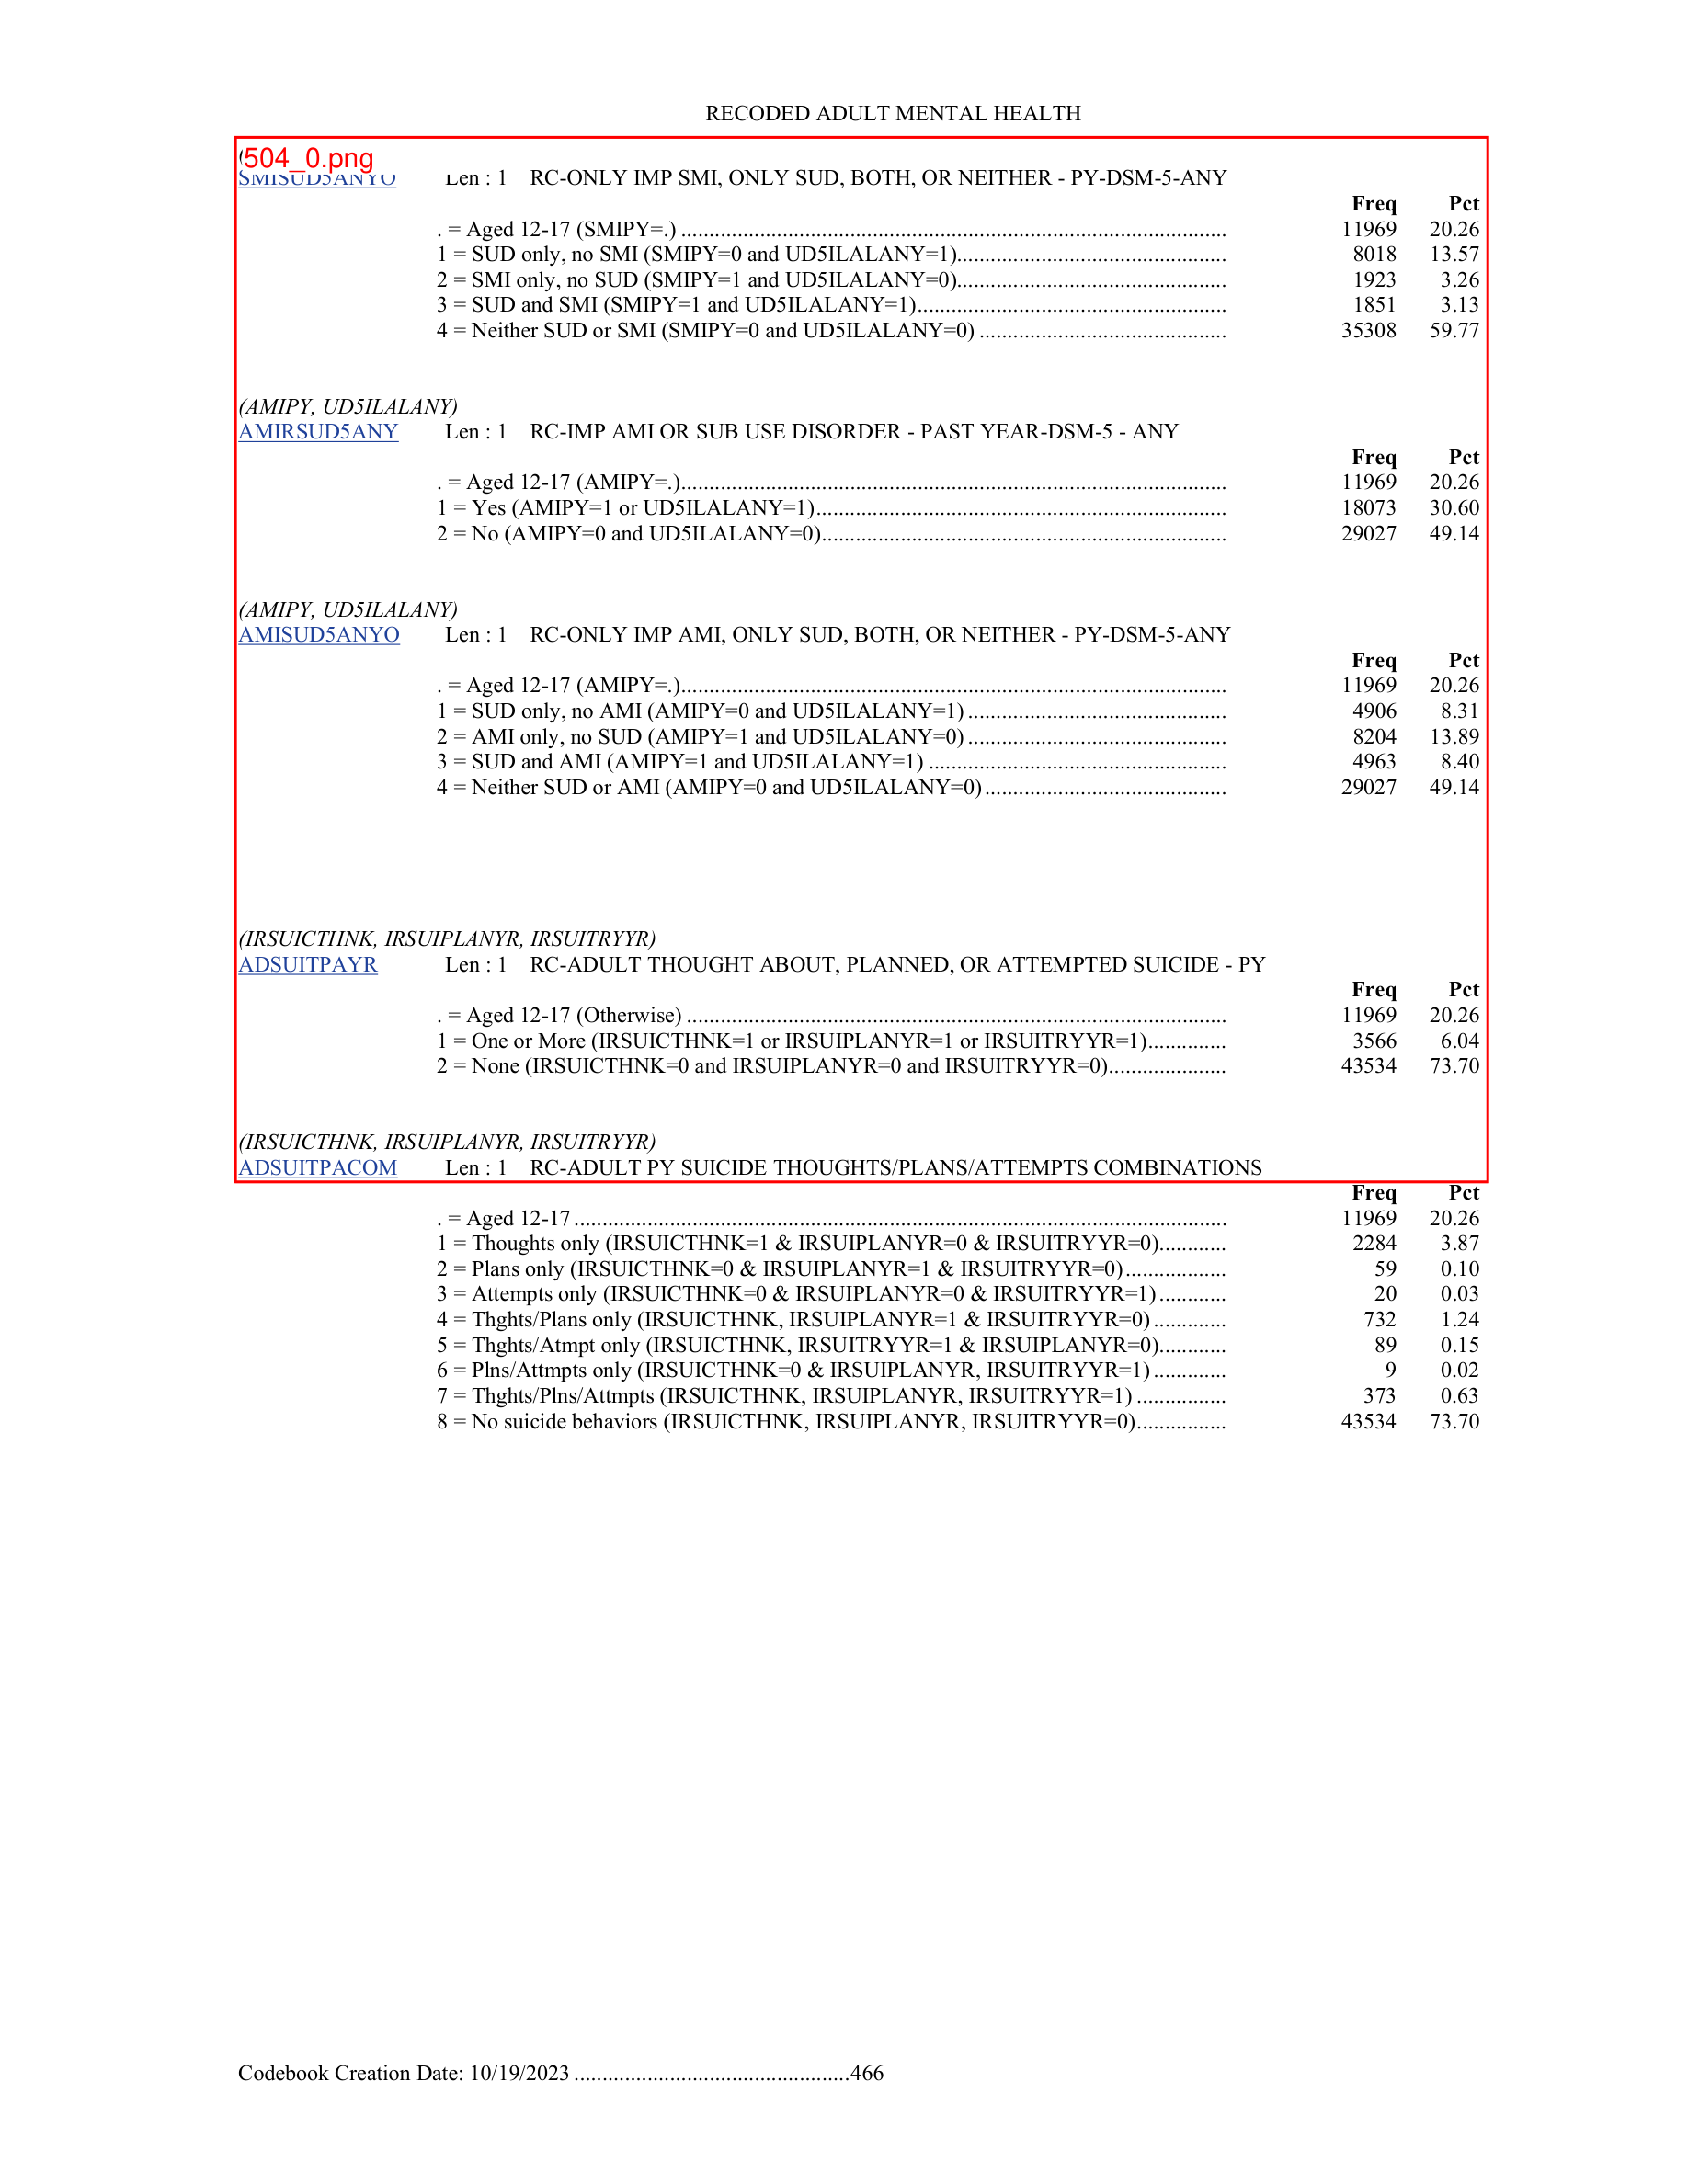 RECODED ADULT MENTAL HEALTH
504_0.png
SMISUD5ANYO Len : 1 RC-ONLY IMP SMI, ONLY SUD, BOTH, OR NEITHER - PY-DSM-5-ANY
Freq Pct
. = Aged 12-17 (SMIPY=.) 11969 20.26
1 = SUD only, no SMI (SMIPY=0 and UD5ILALANY=1) 8018 13.57
2 = SMI only, no SUD (SMIPY=1 and UD5ILALANY=0) 1923 3.26
3 = SUD and SMI (SMIPY=1 and UD5ILALANY=1) 1851 3.13
4 = Neither SUD or SMI (SMIPY=0 and UD5ILALANY=0) 35308 59.77
(AMIPY, UD5ILALANY)
AMIRSUD5ANY Len : 1 RC-IMP AMI OR SUB USE DISORDER - PAST YEAR-DSM-5 - ANY
Freq Pct
. = Aged 12-17 (AMIPY=.) 11969 20.26
1 = Yes (AMIPY=1 or UD5ILALANY=1) 18073 30.60
2 = No (AMIPY=0 and UD5ILALANY=0) 29027 49.14
(AMIPY, UD5ILALANY)
AMISUD5ANYO Len : 1 RC-ONLY IMP AMI, ONLY SUD, BOTH, OR NEITHER - PY-DSM-5-ANY
Freq Pct
. = Aged 12-17 (AMIPY=.) 11969 20.26
1 = SUD only, no AMI (AMIPY=0 and UD5ILALANY=1) 4906 8.31
2 = AMI only, no SUD (AMIPY=1 and UD5ILALANY=0) 8204 13.89
3 = SUD and AMI (AMIPY=1 and UD5ILALANY=1) 4963 8.40
4 = Neither SUD or AMI (AMIPY=0 and UD5ILALANY=0) 29027 49.14
(IRSUICTHNK, IRSUIPLANYR, IRSUITRYYR)
ADSUITPAYR Len : 1 RC-ADULT THOUGHT ABOUT, PLANNED, OR ATTEMPTED SUICIDE - PY
Freq Pct
. = Aged 12-17 (Otherwise) 11969 20.26
1 = One or More (IRSUICTHNK=1 or IRSUIPLANYR=1 or IRSUITRYYR=1) 3566 6.04
2 = None (IRSUICTHNK=0 and IRSUIPLANYR=0 and IRSUITRYYR=0) 43534 73.70
(IRSUICTHNK, IRSUIPLANYR, IRSUITRYYR)
ADSUITPACOM Len : 1 RC-ADULT PY SUICIDE THOUGHTS/PLANS/ATTEMPTS COMBINATIONS
Freq Pct
. = Aged 12-17 11969 20.26
1 = Thoughts only (IRSUICTHNK=1 & IRSUIPLANYR=0 & IRSUITRYYR=0) 2284 3.87
2 = Plans only (IRSUICTHNK=0 & IRSUIPLANYR=1 & IRSUITRYYR=0) 59 0.10
3 = Attempts only (IRSUICTHNK=0 & IRSUIPLANYR=0 & IRSUITRYYR=1) 20 0.03
4 = Thghts/Plans only (IRSUICTHNK, IRSUIPLANYR=1 & IRSUITRYYR=0) 732 1.24
5 = Thghts/Atmpt only (IRSUICTHNK, IRSUITRYYR=1 & IRSUIPLANYR=0) 89 0.15
6 = Plns/Attmpts only (IRSUICTHNK=0 & IRSUIPLANYR, IRSUITRYYR=1) 9 0.02
7 = Thghts/Plns/Attmpts (IRSUICTHNK, IRSUIPLANYR, IRSUITRYYR=1) 373 0.63
8 = No suicide behaviors (IRSUICTHNK, IRSUIPLANYR, IRSUITRYYR=0) 43534 73.70
Codebook Creation Date: 10/19/2023 466